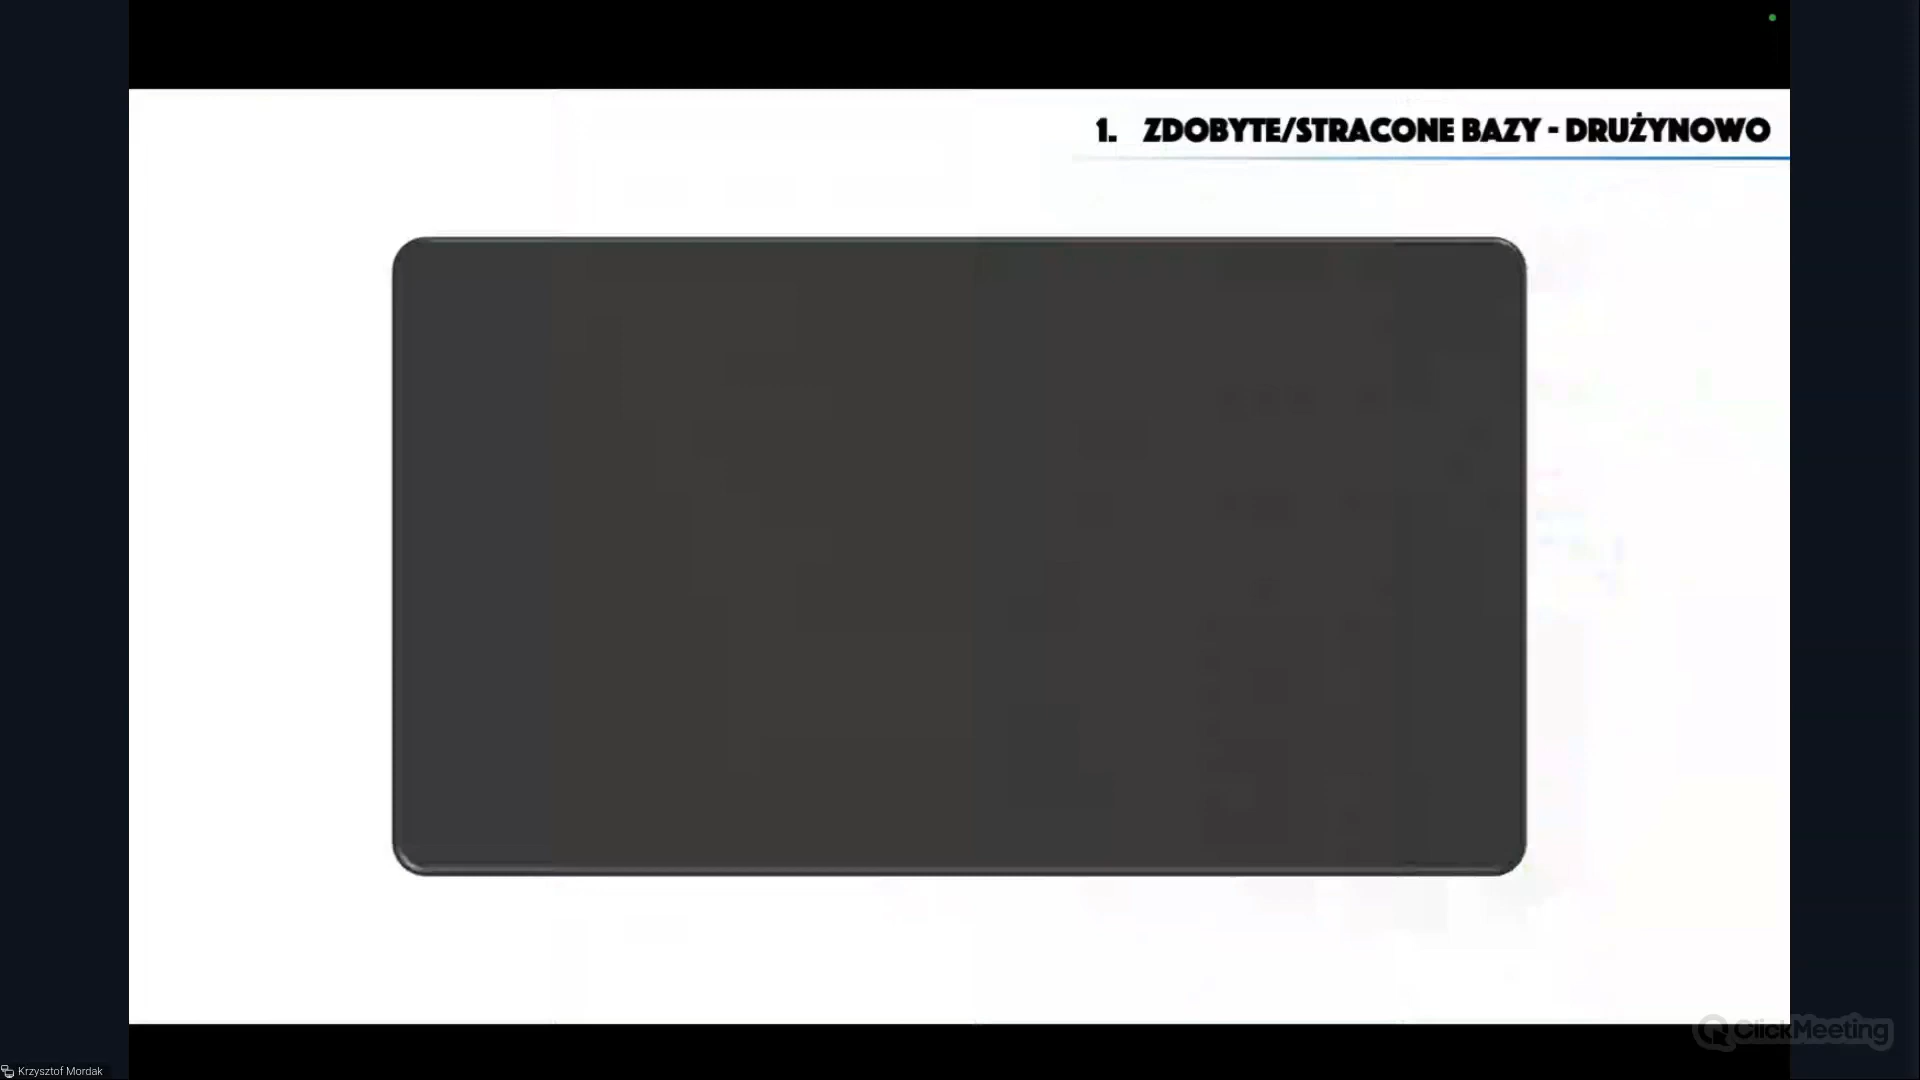 1. ZDOBYTE/STRACONE BAZY - DRUŻYNOWO
ClickMeeting
Krzysztof Mordak